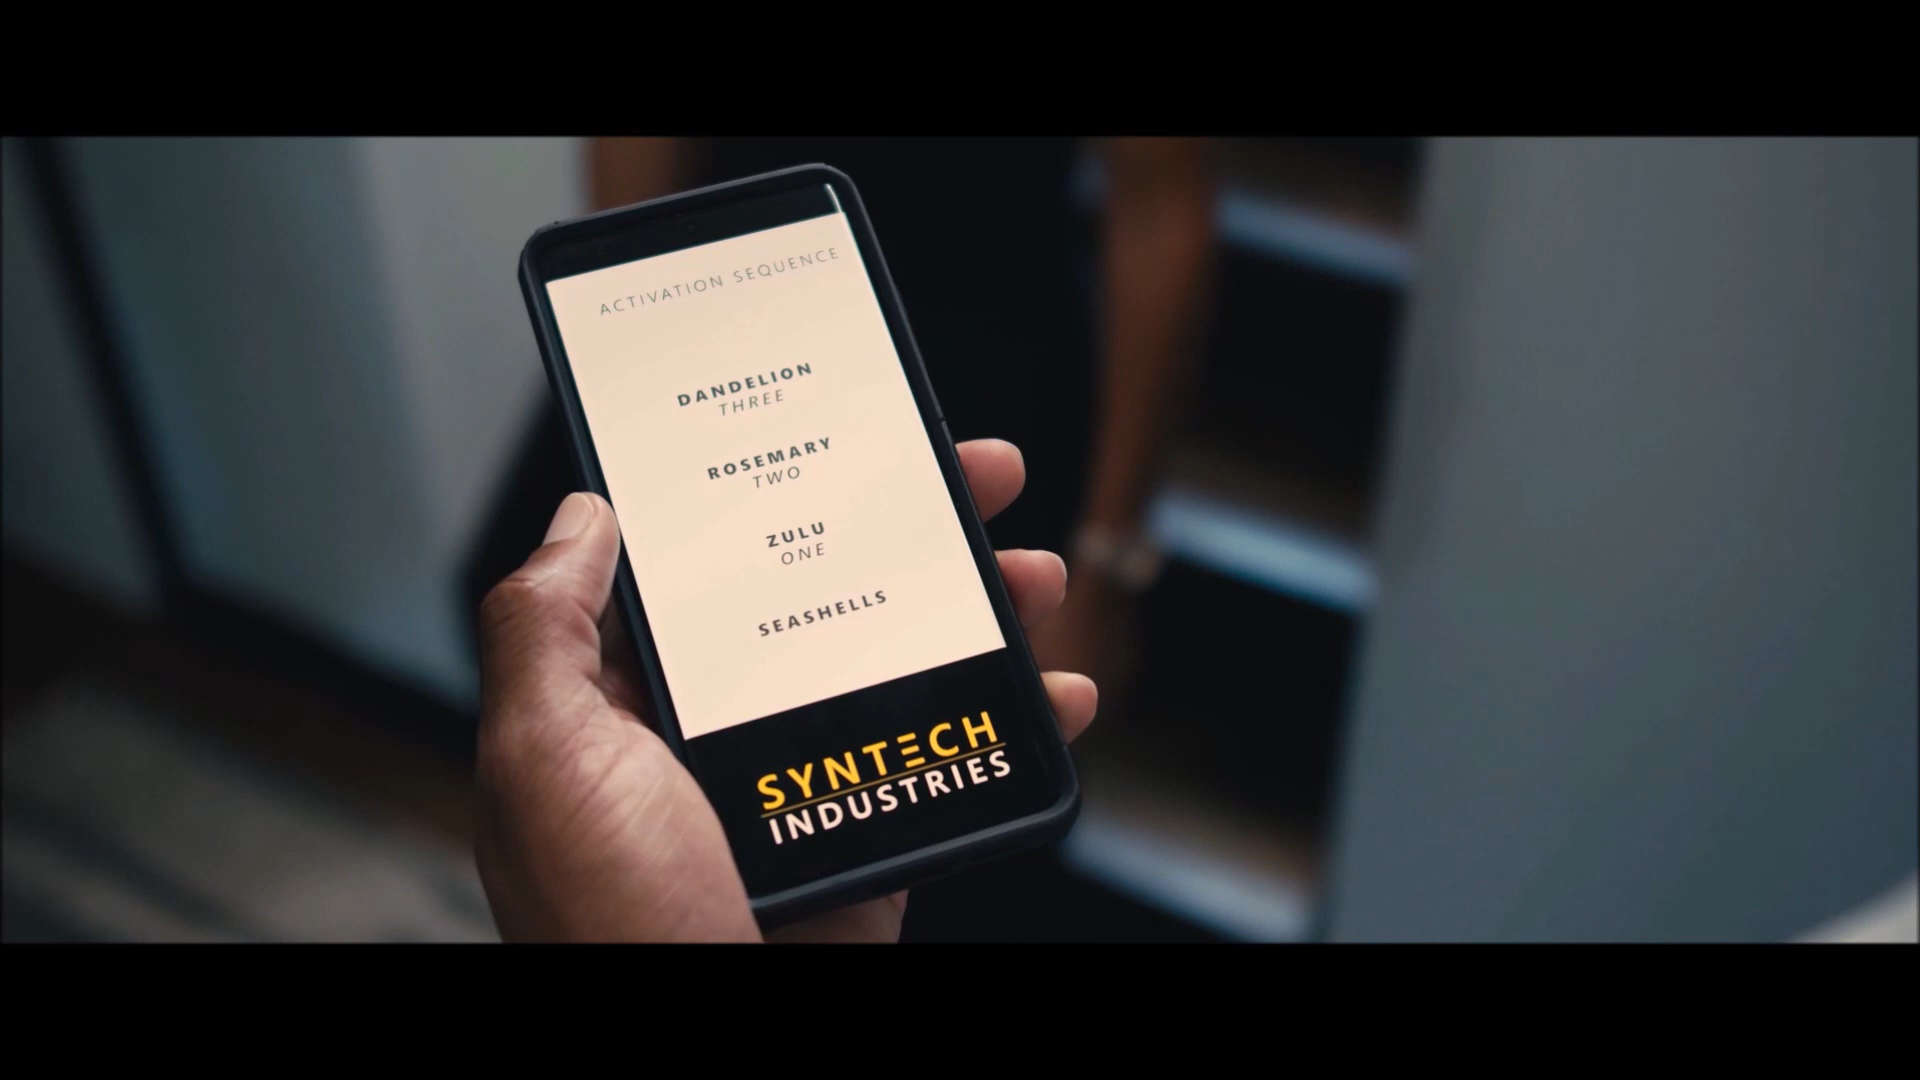 ACTIVATION SEQUENCE
DANDELION
THREE
ROSEMARY
TWO
ZULU
ONE
SEASHELLS
SYNTECH
INDUSTRIES